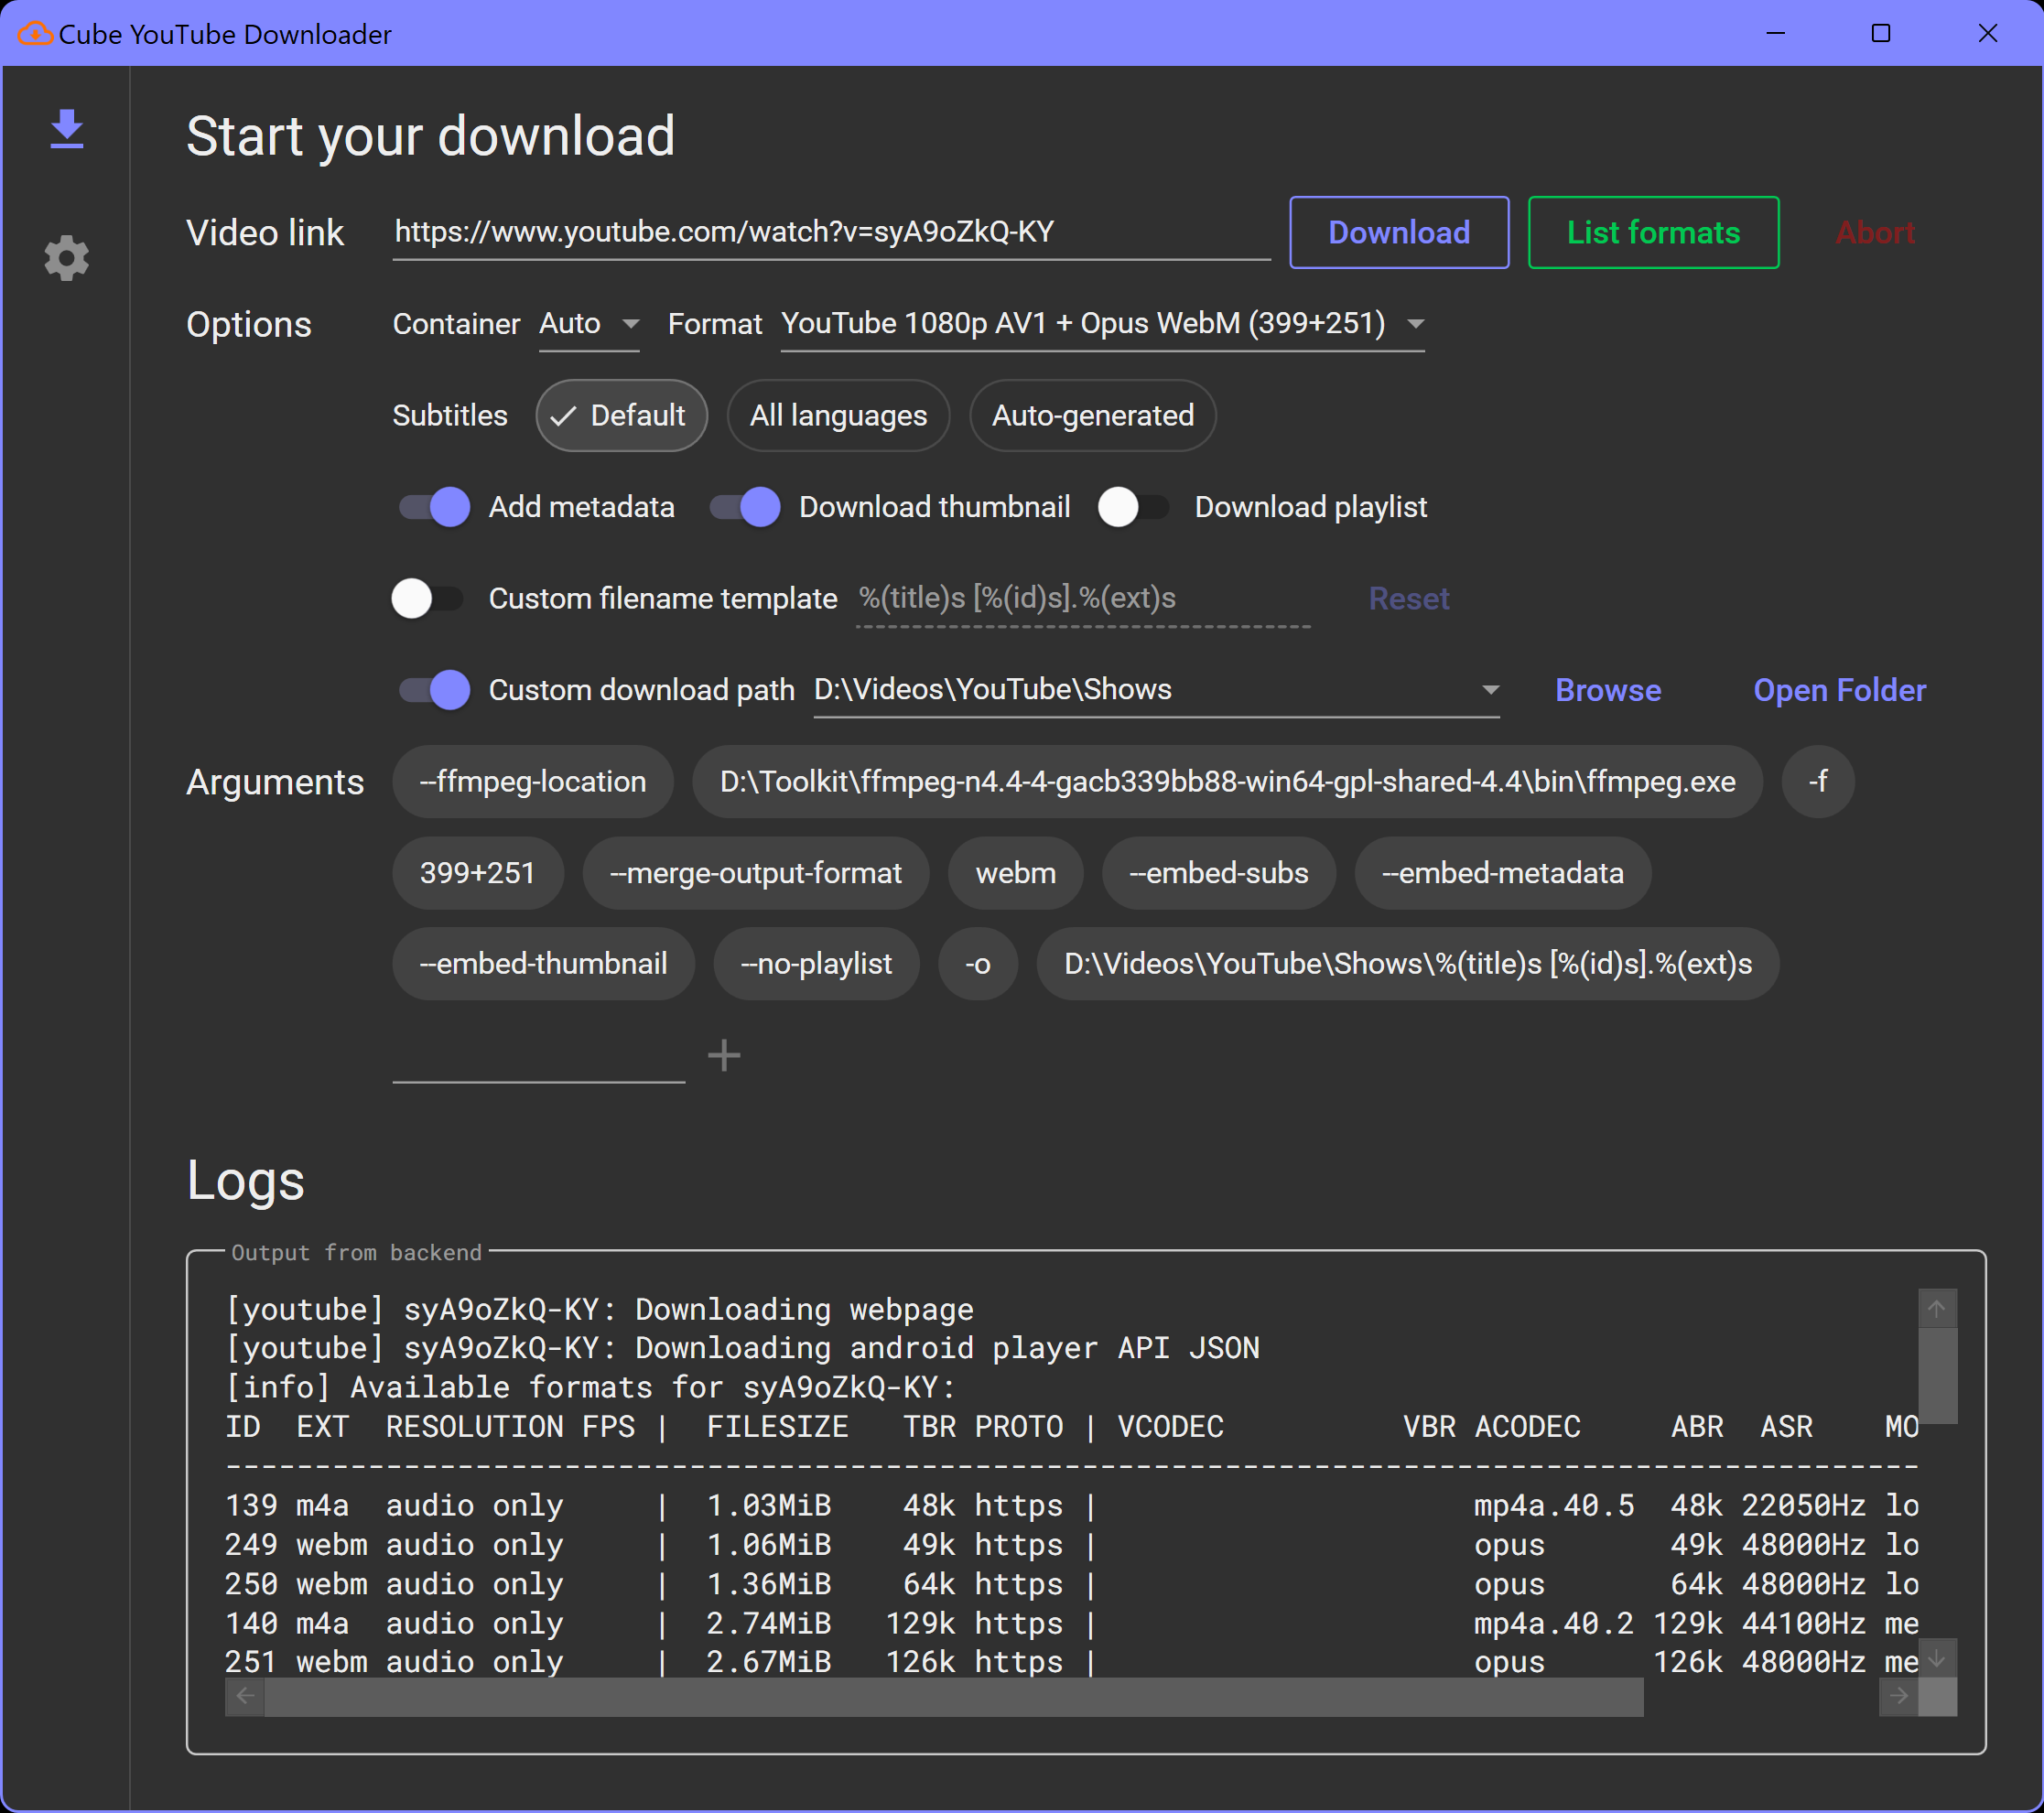 Cube YouTube Downloader
Start your download
Video link https://www.youtube.com/watch?v=syA9oZkQ-KY Download List formats Abort
Options Container Auto Format YouTube 1080p AV1 + Opus WebM (399+251)
Subtitles Default All languages Auto-generated
Add metadata Download thumbnail Download playlist
Custom filename template %(title)s [%(id)s].%(ext)s Reset
Custom download path D:\Videos\YouTube\Shows Browse Open Folder
Arguments --ffmpeg-location D:\Toolkit\ffmpeg-n4.4-4-gacb339bb88-win64-gpl-shared-4.4\bin\ffmpeg.exe -f
399+251 --merge-output-format webm --embed-subs --embed-metadata
--embed-thumbnail --no-playlist -o D:\Videos\YouTube\Shows\%(title)s [%(id)s].%(ext)s
Logs
Output from backend
[youtube] syA9oZkQ-KY: Downloading webpage
[youtube] syA9oZkQ-KY: Downloading android player API JSON
[info] Available formats for syA9oZkQ-KY:
ID EXT RESOLUTION FPS | FILESIZE TBR PROTO | VCODEC VBR ACODEC ABR ASR MO
-----------------------------------------------------------------------------------------------
139 m4a audio only | 1.03MiB 48k https | mp4a.40.5 48k 22050Hz lo
249 webm audio only | 1.06MiB 49k https | opus 49k 48000Hz lo
250 webm audio only | 1.36MiB 64k https | opus 64k 48000Hz lo
140 m4a audio only | 2.74MiB 129k https | mp4a.40.2 129k 44100Hz me
251 webm audio only | 2.67MiB 126k https | opus 126k 48000Hz me